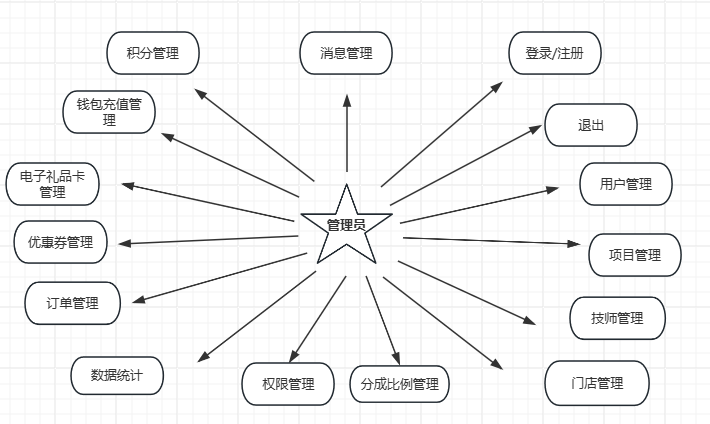 积分管理
消息管理
登录/注册
钱包充值管
理
退出
电子礼品卡
管理
用户管理
管理员
优惠券管理
项目管理
订单管理
技师管理
数据统计
权限管理
分成比例管理
门店管理